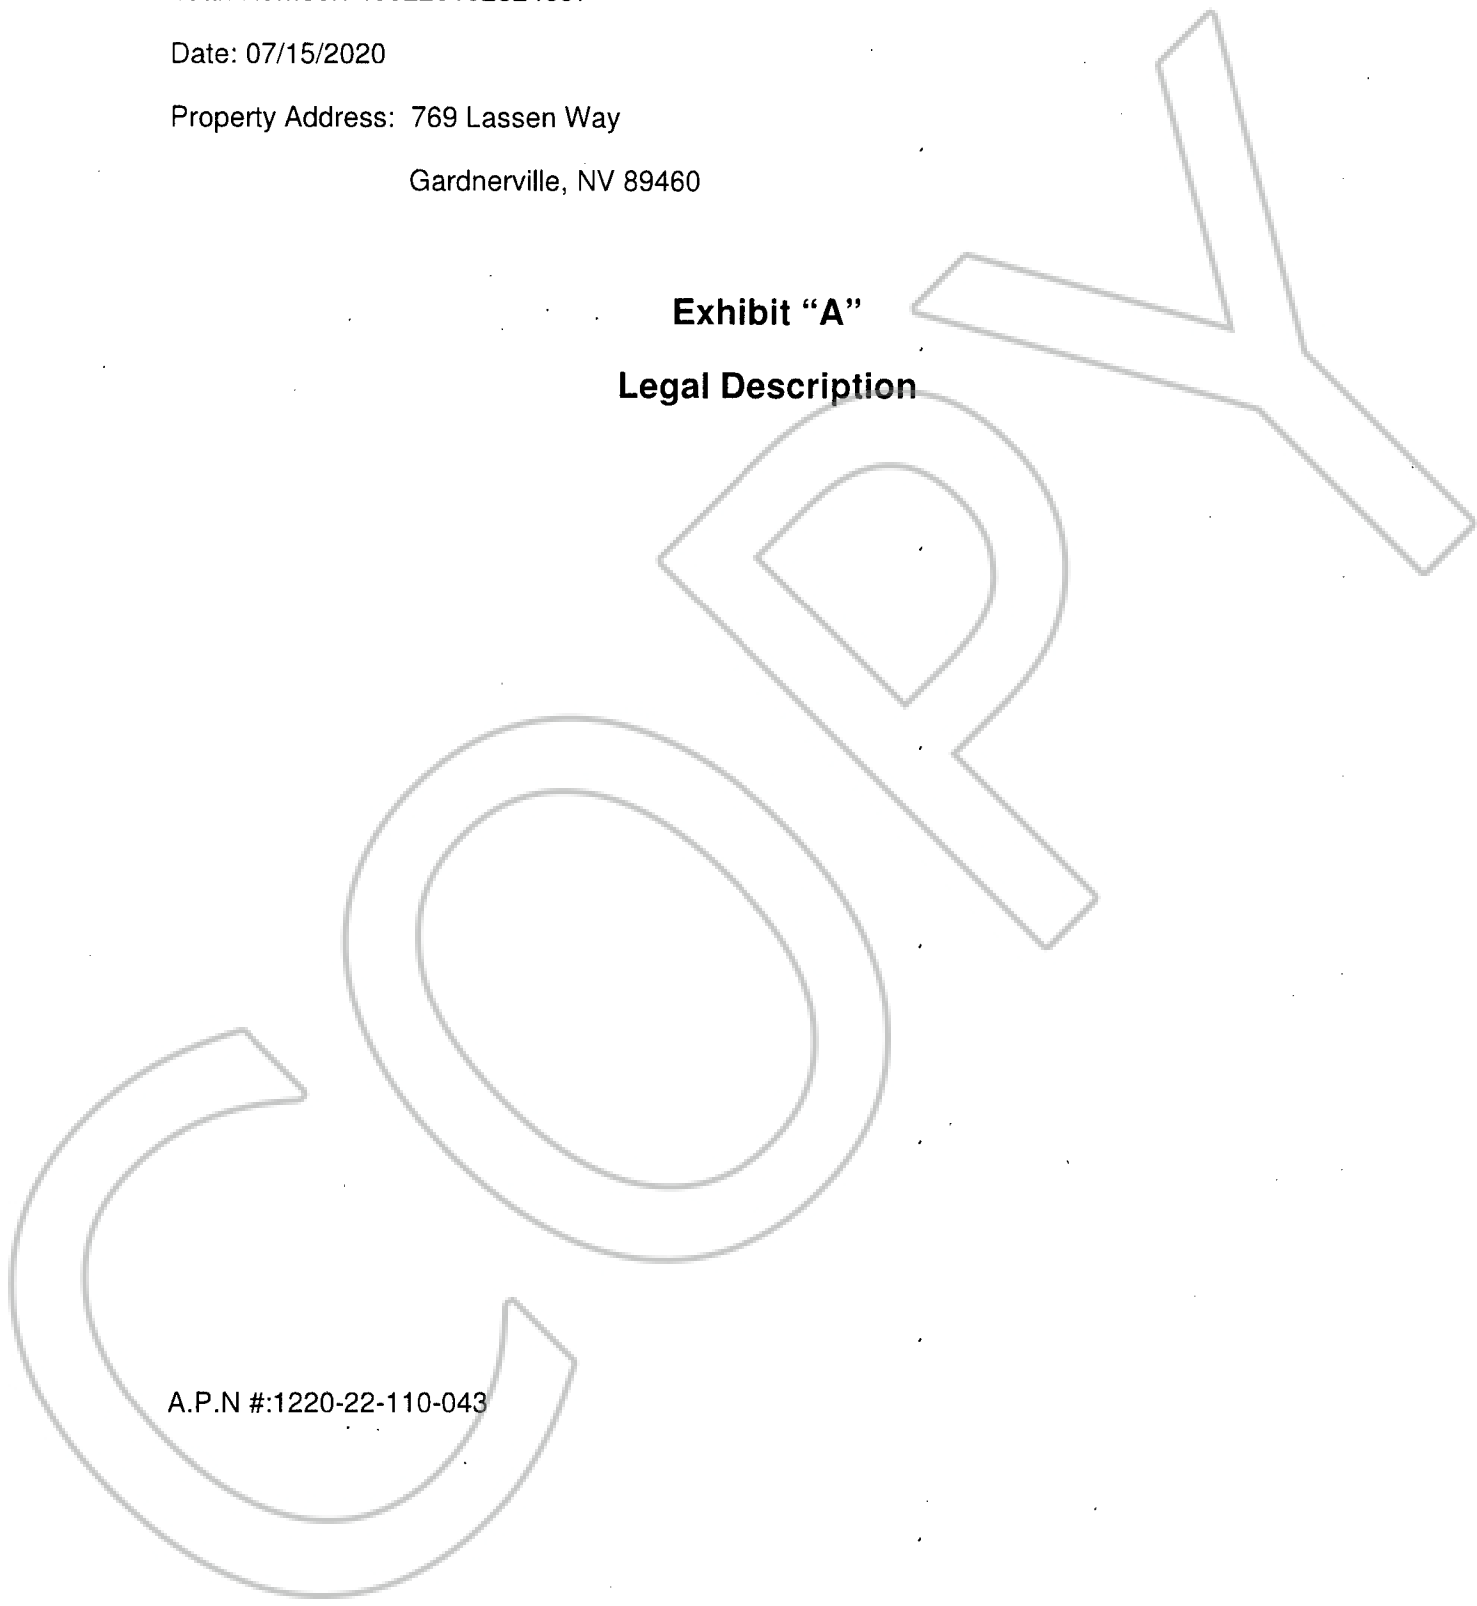 Date: 07/15/2020
Property Address: 769 Lassen Way
Gardnerville, NV 89460
Exhibit “A”
Legal Description
COPY
A.P.N #:1220-22-110-043